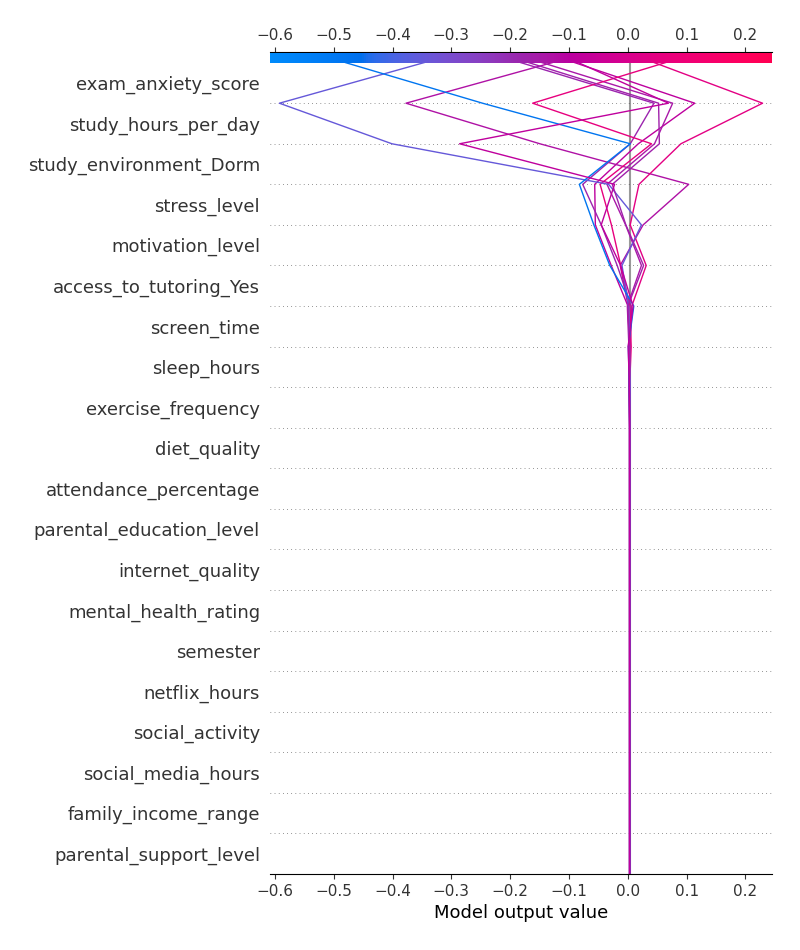 −0.6 −0.5 −0.4 −0.3 −0.2 −0.1 0.0 0.1 0.2
exam_anxiety_score
study_hours_per_day
study_environment_Dorm
stress_level
motivation_level
access_to_tutoring_Yes
screen_time
sleep_hours
exercise_frequency
diet_quality
attendance_percentage
parental_education_level
internet_quality
mental_health_rating
semester
netflix_hours
social_activity
social_media_hours
family_income_range
parental_support_level
−0.6 −0.5 −0.4 −0.3 −0.2 −0.1 0.0 0.1 0.2
Model output value